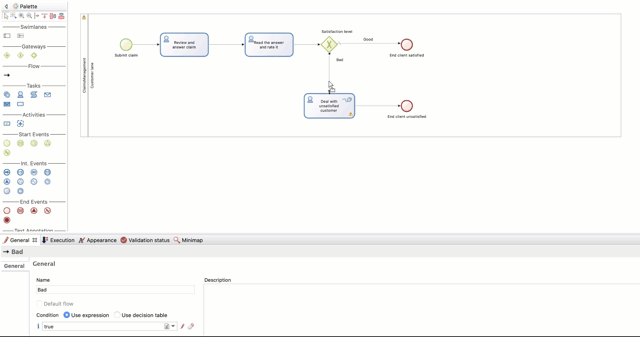 Palette
Swimlanes
Gateways
Flow
Tasks
Activities
Start Events
Int. Events
End Events
Text Annotation
ClaimsManagement
Customer lane
Submit claim
Review and
answer claim
Read the answer
and rate it
Satisfaction level
Good
End client satisfied
Bad
Deal with
unsatisfied
customer
End client unsatisfied
General
Execution
Appearance
Validation status
Minimap
Bad
General
General
Name
Bad
Default flow
Condition
Use expression
Use decision table
true
Description